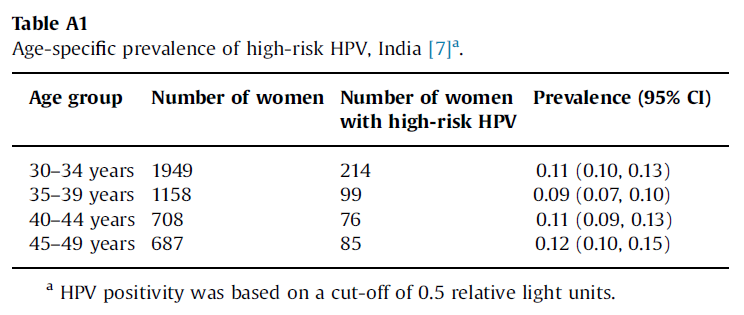 Table A1
Age-specific prevalence of high-risk HPV, India [7]a.
Age group Number of women Number of women with high-risk HPV Prevalence (95% CI)
30–34 years 1949 214 0.11 (0.10, 0.13)
35–39 years 1158 99 0.09 (0.07, 0.10)
40–44 years 708 76 0.11 (0.09, 0.13)
45–49 years 687 85 0.12 (0.10, 0.15)
a HPV positivity was based on a cut-off of 0.5 relative light units.